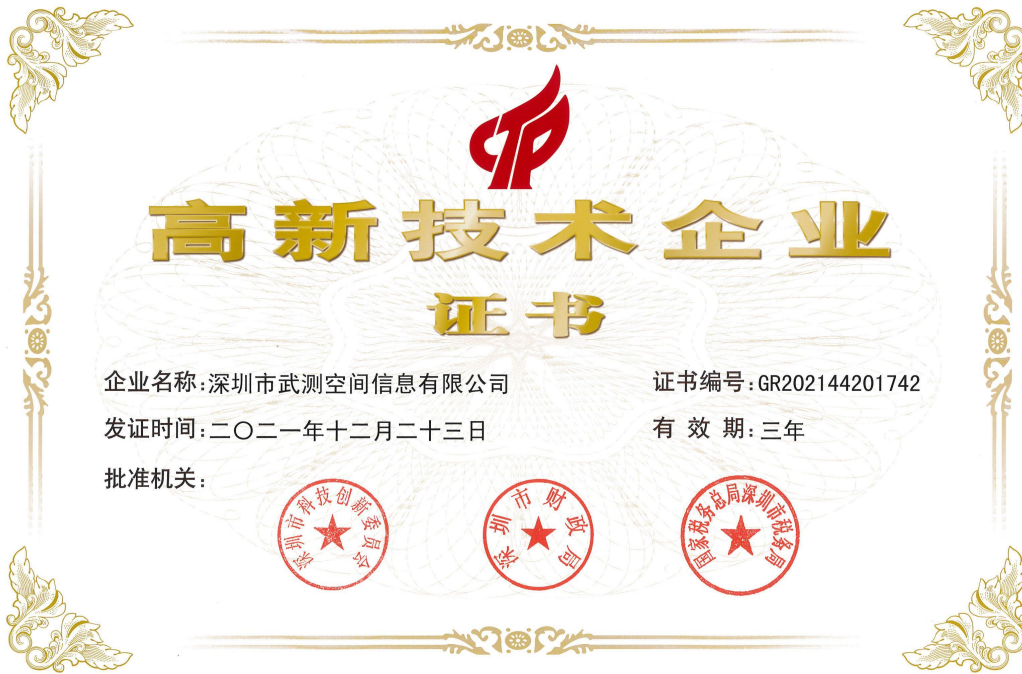 高新技术企业
证书
企业名称:深圳市武测空间信息有限公司
证书编号:GR202144201742
发证时间:二〇二一年十二月二十三日
有效期:三年
批准机关:
深圳市科技创新委员会
深圳市财政局
国家税务总局深圳市税务局